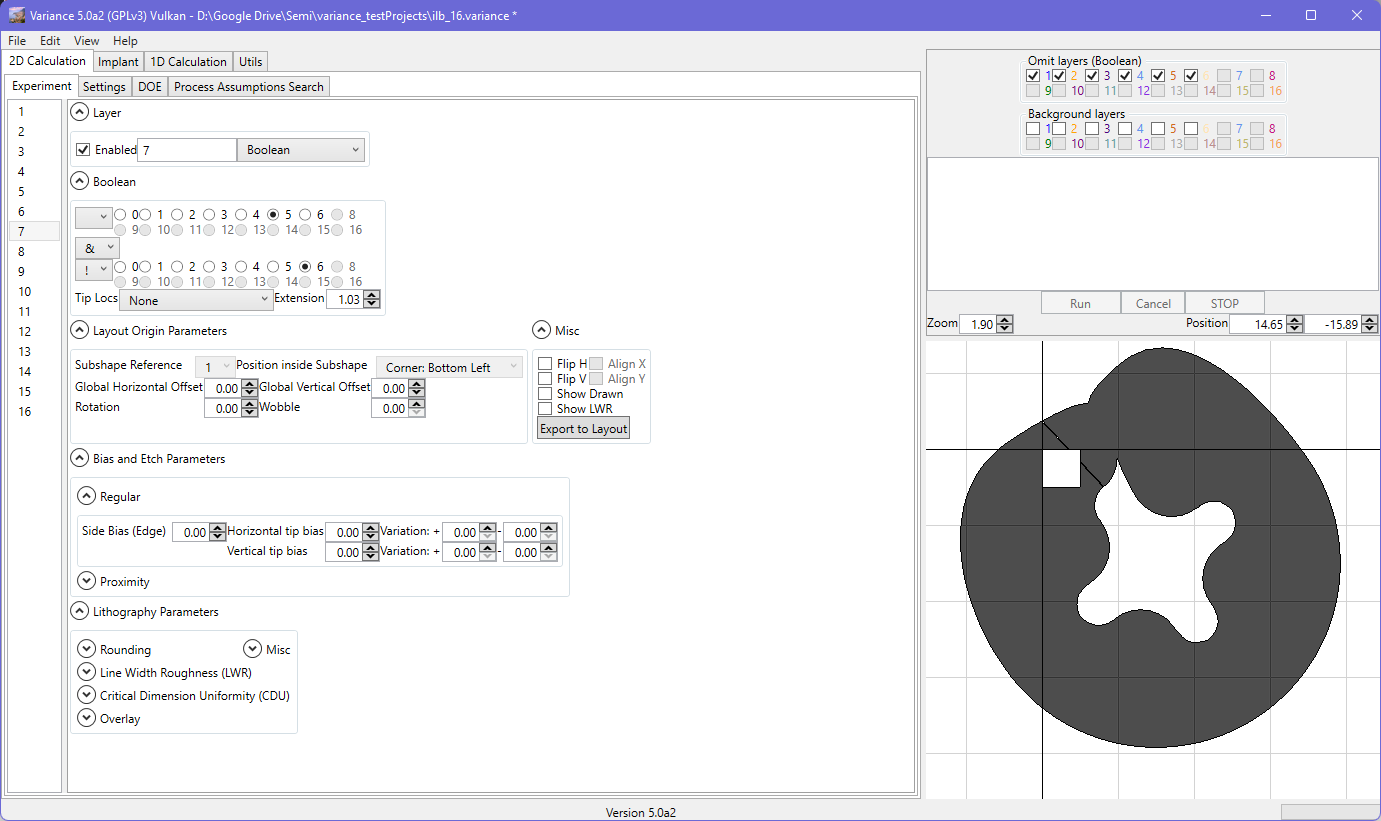 Variance 5.0a2 (GPLv3) Vulkan - D:\Google Drive\Semi\variance_testProjects\ilb_16.variance *
File Edit View Help
2D Calculation Implant 1D Calculation Utils
Experiment Settings DOE Process Assumptions Search
1
2
3
4
5
6
7
8
9
10
11
12
13
14
15
16
Layer
Enabled 7 Boolean
Boolean
0 1 2 3 4 5 6 8
9 10 11 12 13 14 15 16
&
! 0 1 2 3 4 5 6 8
9 10 11 12 13 14 15 16
Tip Locs None Extension 1.03
Layout Origin Parameters
Subshape Reference 1 Position inside Subshape Corner: Bottom Left
Global Horizontal Offset 0.00 Global Vertical Offset 0.00
Rotation 0.00 Wobble 0.00
Misc
Flip H Align X
Flip V Align Y
Show Drawn
Show LWR
Export to Layout
Bias and Etch Parameters
Regular
Side Bias (Edge) 0.00 Horizontal tip bias 0.00 Variation: + 0.00 - 0.00
Vertical tip bias 0.00 Variation: + 0.00 - 0.00
Proximity
Lithography Parameters
Rounding Misc
Line Width Roughness (LWR)
Critical Dimension Uniformity (CDU)
Overlay
Omit layers (Boolean)
1 2 3 4 5 6 7 8
9 10 11 12 13 14 15 16
Background layers
1 2 3 4 5 6 7 8
9 10 11 12 13 14 15 16
Run Cancel STOP
Zoom 1.90 Position 14.65 -15.89
Version 5.0a2